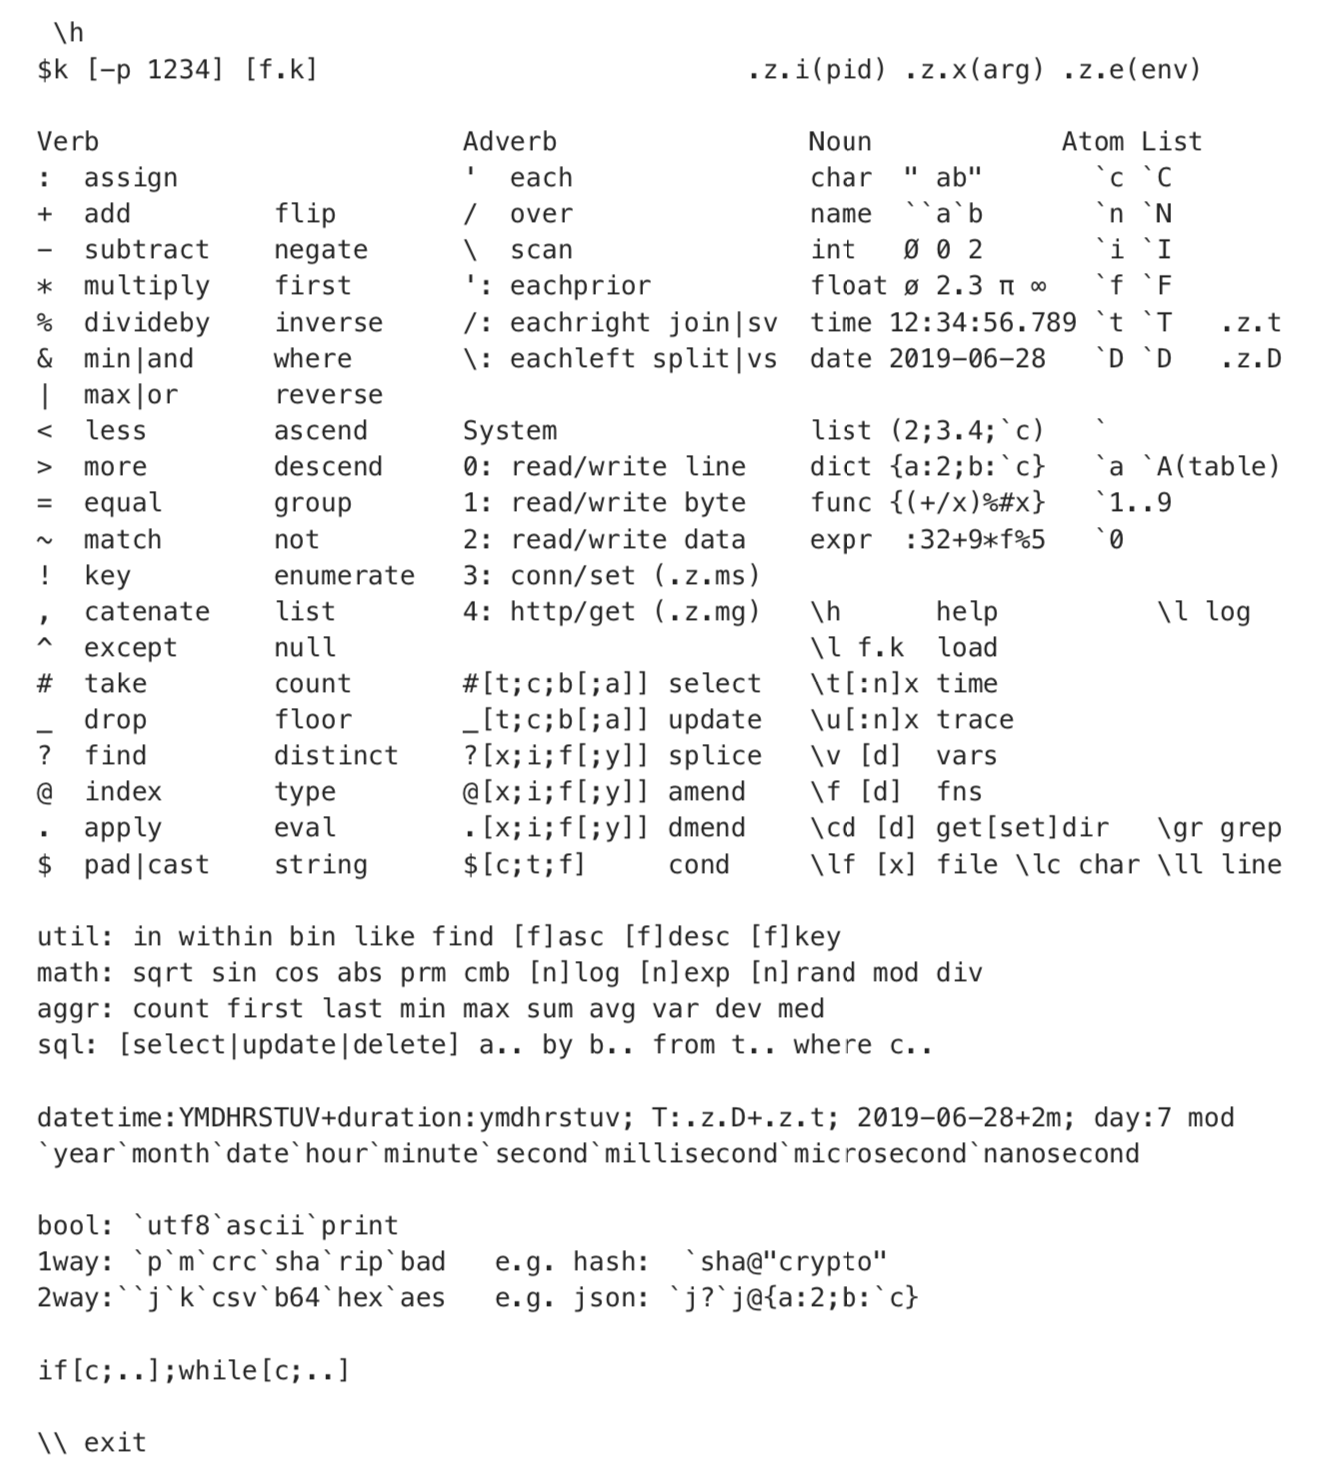 \h
$k [-p 1234] [f.k]                                           .z.i(pid) .z.x(arg) .z.e(env)

Verb                       Adverb                Noun            Atom List
:  assign                  '  each               char  " ab"       `c `C
+  add         flip        /  over               name  ``a`b       `n `N
-  subtract    negate      \  scan               int   Ø 0 2       `i `I
*  multiply    first       ': eachprior          float ø 2.3 π ∞   `f `F
%  divideby    inverse     /: eachright join|sv  time 12:34:56.789 `t `T   .z.t
&  min|and     where       \: eachleft split|vs  date 2019-06-28   `D `D   .z.D
|  max|or      reverse
<  less        ascend      System                list (2;3.4;`c)   `
>  more        descend     0: read/write line    dict {a:2;b:`c}   `a `A(table)
=  equal       group       1: read/write byte    func {(+/x)%#x}   `1..9
~  match       not         2: read/write data    expr  :32+9*f%5   `0
!  key         enumerate   3: conn/set (.z.ms)
,  catenate    list        4: http/get (.z.mg)   \h      help          \l log
^  except      null                              \l f.k  load
#  take        count       #[t;c;b[;a]] select   \t[:n]x time
_  drop        floor       _[t;c;b[;a]] update   \u[:n]x trace
?  find        distinct    ?[x;i;f[;y]] splice   \v [d]  vars
@  index       type        @[x;i;f[;y]] amend    \f [d]  fns
.  apply       eval        .[x;i;f[;y]] dmend    \cd [d] get[set]dir   \gr grep
$  pad|cast    string      $[c;t;f]     cond     \lf [x] file \lc char \ll line

util: in within bin like find [f]asc [f]desc [f]key
math: sqrt sin cos abs prm cmb [n]log [n]exp [n]rand mod div
aggr: count first last min max sum avg var dev med
sql: [select|update|delete] a.. by b.. from t.. where c..

datetime:YMDHRSTUV+duration:ymdhrstuv; T:.z.D+.z.t; 2019-06-28+2m; day:7 mod
`year`month`date`hour`minute`second`millisecond`microsecond`nanosecond

bool: `utf8`ascii`print
1way: `p`m`crc`sha`rip`bad   e.g. hash:  `sha@"crypto"
2way:``j`k`csv`b64`hex`aes   e.g. json: `j?`j@{a:2;b:`c}

if[c;..];while[c;..]

\\ exit